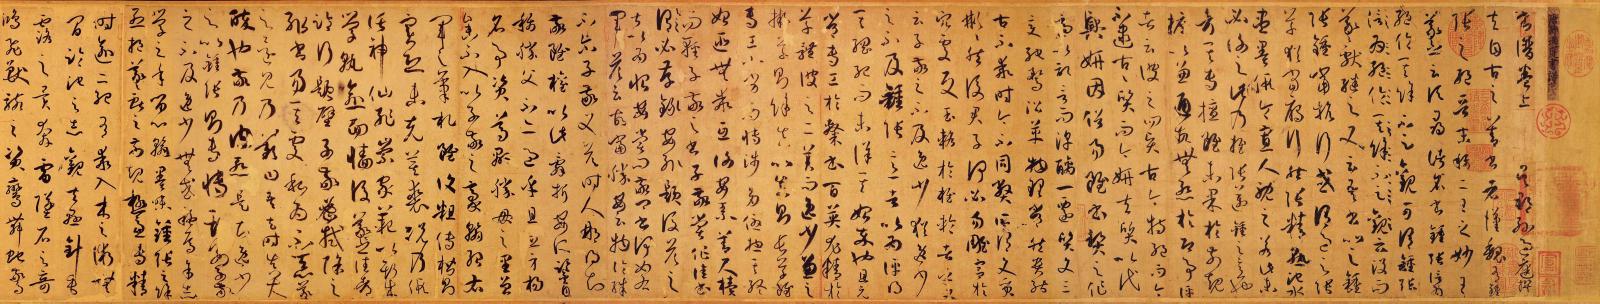 書譜卷上 吳郡孫過庭撰
夫自古之善書者漢魏有鍾
張之絕晉末稱二王之妙王
羲之云頃尋諸名書鍾張信
為絕倫其餘不足觀可謂鍾張
云沒而
羲獻繼之又云吾書比之鍾
張鍾當抗行或謂過之張
草猶當鴈行然張精熟池水
盡墨假令寡人耽之若此未
必謝之此乃推張邁鍾之意也
考其專擅雖未果於前規
摭以兼通故無慚於即事評
者云彼之四賢古今特絕而今
不逮古古質而今妍夫質以代
興妍因俗易雖書契之作
適以記言而淳醨一遷質文三
變馳騖沿革物理常然貴能
古不乖時今不同弊所謂文質
彬彬然後君子何必易雕宮於
穴處反玉輅於椎輪者乎又
云子敬之不及逸少猶逸少
之不及鍾張意者以為評得
其綱紀而未詳其始卒也且元
常專工於隸書百英尤精於
草體彼之二美而逸少兼之
擬草則餘真比真則長草雖
專工小劣而博涉多優總其終
始匪無乖互謝安素善尺牘
而輕子敬之書子敬嘗作佳書
與之謂必存錄安輒題後答之
甚以為恨安嘗問敬卿書何如
右軍答云故當勝安云物論殊
不爾子敬又答時人那得知
敬雖權以此辭折安所鑒自
稱勝父不亦過乎且立身揚
名事資尊顯勝母之里曾
參不入以子敬之豪翰紹右
軍之筆札雖復粗傳楷則
實恐未克箕裘況乃假
託神仙恥崇家範以斯成
學孰愈面牆後羲之往都
臨行題壁子敬密拭除之
輒書易其處私為不惡羲
之還見乃嘆曰吾去時真大
醉也敬乃內慚是知逸少
之比鍾張則專博斯別子敬
之不及逸少無或疑焉余志
學之年留心翰墨味鍾張之餘
烈挹羲獻之前規極慮專精
時逾二紀有乖入木之術無
間臨池之志觀夫懸針垂
露之異奔雷墜石之奇
鴻飛獸駭之資鸞舞蛇驚